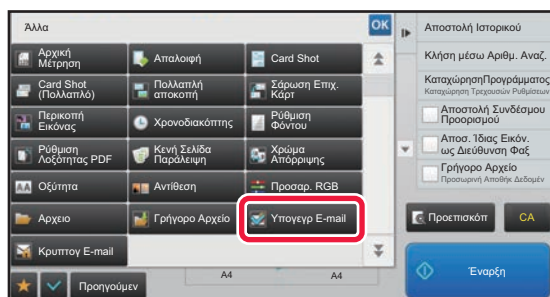 Άλλα
OK
Αρχική
Μέτρηση
Απαλοιφή
Card Shot
Card Shot
(Πολλαπλό)
Πολλαπλή
αποκοπή
Σάρωση Επιχ.
Κάρτ
Περικοπή
Εικόνας
Χρονοδιακόπτης
Ρύθμιση
Φόντου
Ρύθμιση
Λοξότητας PDF
Κενή Σελίδα
Παράλειψη
Χρώμα
Απόρριψης
Οξύτητα
Αντίθεση
Προσαρ. RGB
Αρχειο
Γρήγορο Αρχείο
Υπογεγρ E-mail
Κρυπτογ E-mail
Προηγούμεν
A4
A4
Αποστολή Ιστορικού
Κλήση μέσω Αριθμ. Αναζ.
ΚαταχώρησηΠρογράμματος
Καταχώρηση Τρεχουσών Ρυθμίσεων
Αποστολή Συνδέσμου
Προορισμού
Αποσ. Ίδιας Εικόν.
ως Διεύθυνση Φαξ
Γρήγορο Αρχείο
Προσωρινή Αποθήκ Δεδομέν
Προεπισκόπ
CA
Έναρξη